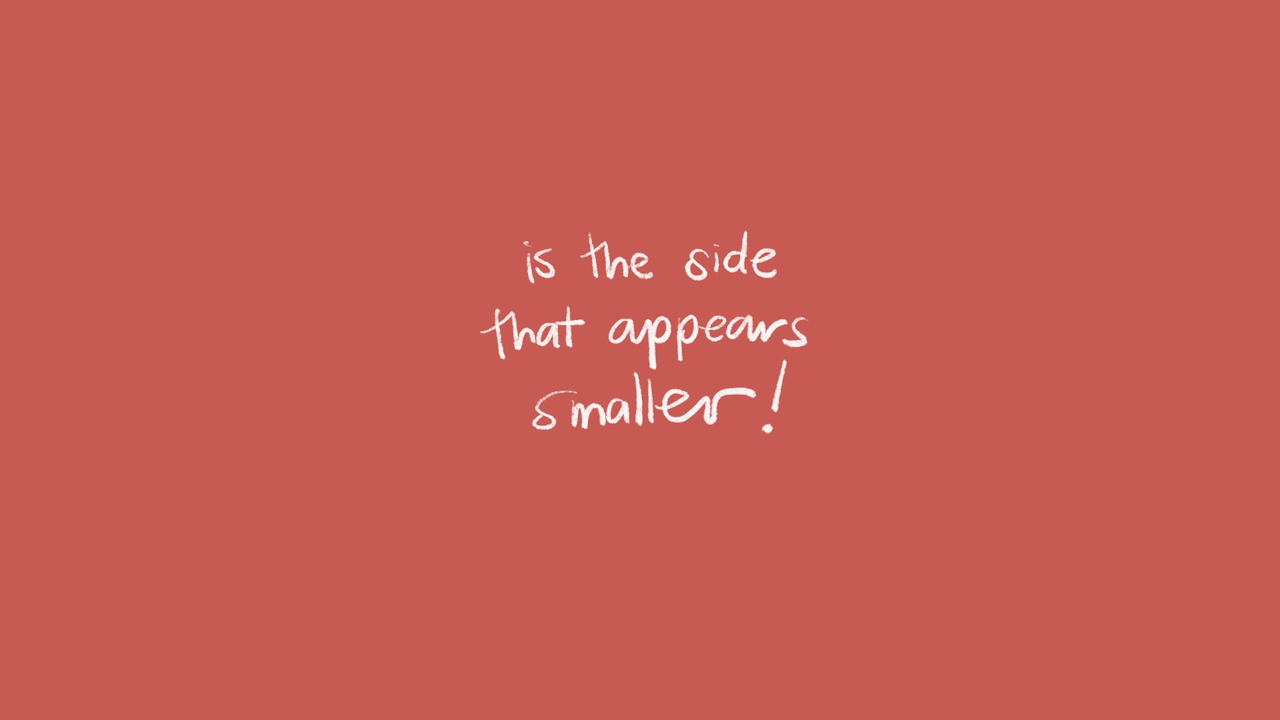 is the side
that appears
smaller!